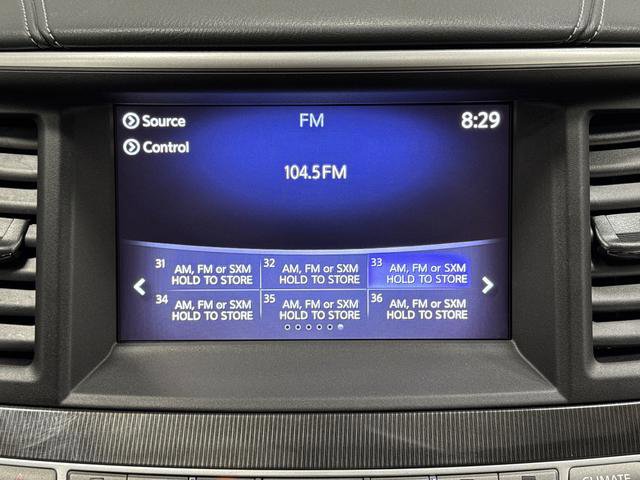 Source
FM
8:29
Control
104.5FM
31 AM, FM or SXM
HOLD TO STORE
32 AM, FM or SXM
HOLD TO STORE
33 AM, FM or SXM
HOLD TO STORE
34 AM, FM or SXM
HOLD TO STORE
35 AM, FM or SXM
HOLD TO STORE
36 AM, FM or SXM
HOLD TO STORE
CLIMATE